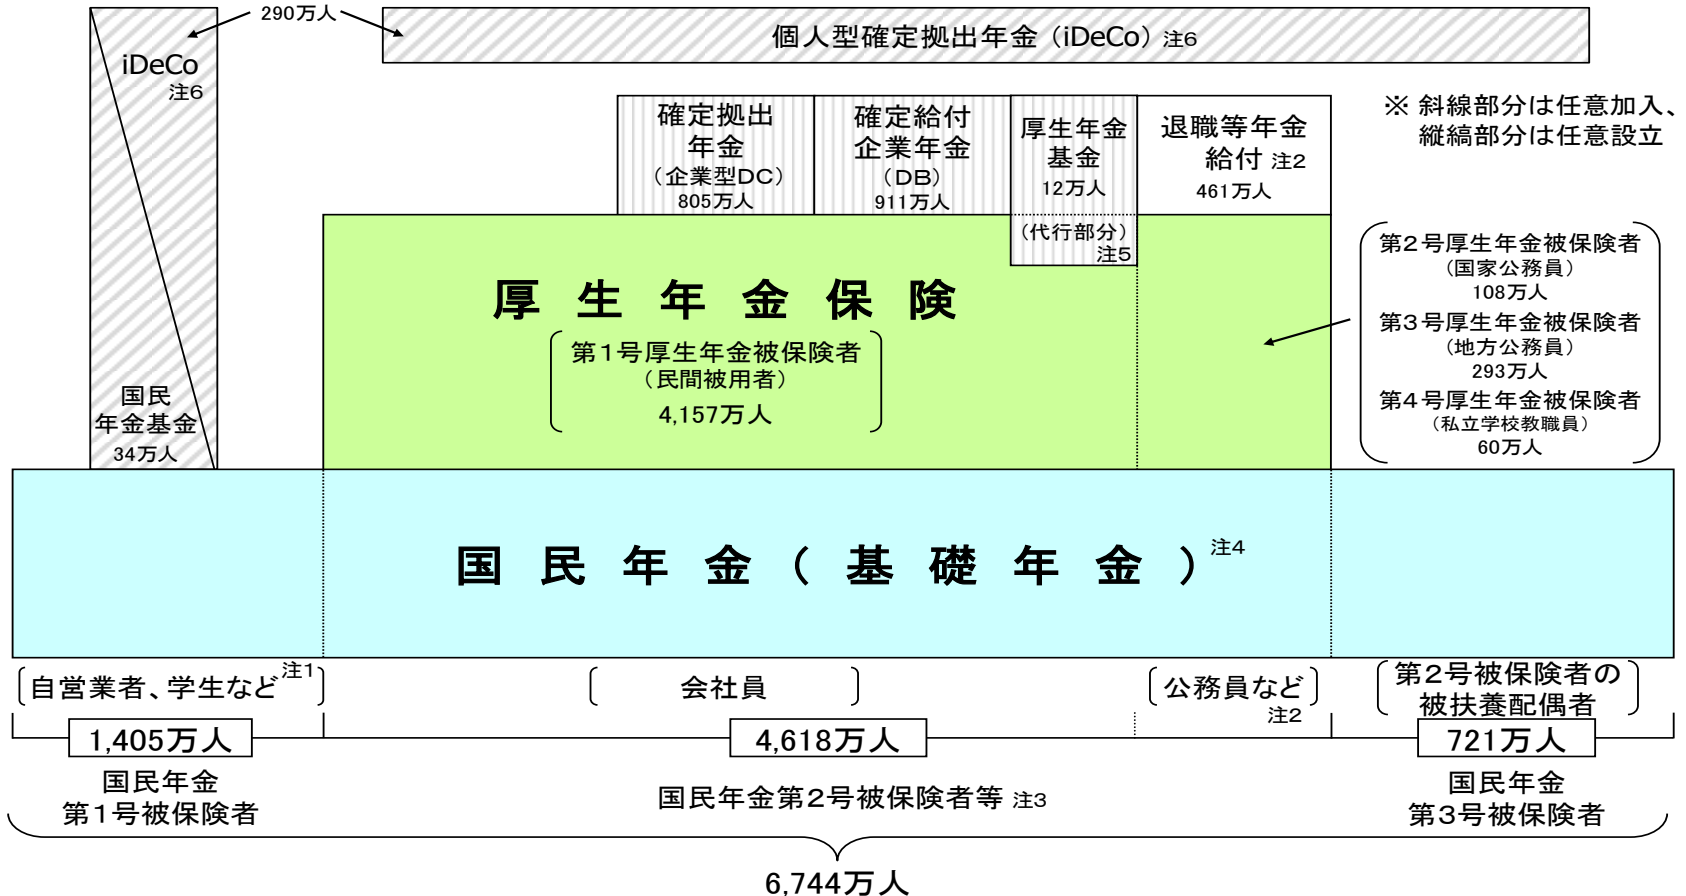 290万人
iDeCo
注6
個人型確定拠出年金（iDeCo）注6
※ 斜線部分は任意加入、
縦縞部分は任意設立
確定拠出
年金
（企業型DC）
805万人
確定給付
企業年金
（DB）
911万人
厚生年金
基金
12万人
（代行部分）
注5
退職等年金
給付 注2
461万人
国民
年金基金
34万人
厚生年金保険
第1号厚生年金被保険者
（民間被用者）
4,157万人
第2号厚生年金被保険者
（国家公務員）
108万人
第3号厚生年金被保険者
（地方公務員）
293万人
第4号厚生年金被保険者
（私立学校教職員）
60万人
国民年金（基礎年金）注4
自営業者、学生など注1
会社員
公務員など
注2
第2号被保険者の
被扶養配偶者
1,405万人
4,618万人
721万人
国民年金
第1号被保険者
国民年金第2号被保険者等 注3
国民年金
第3号被保険者
6,744万人